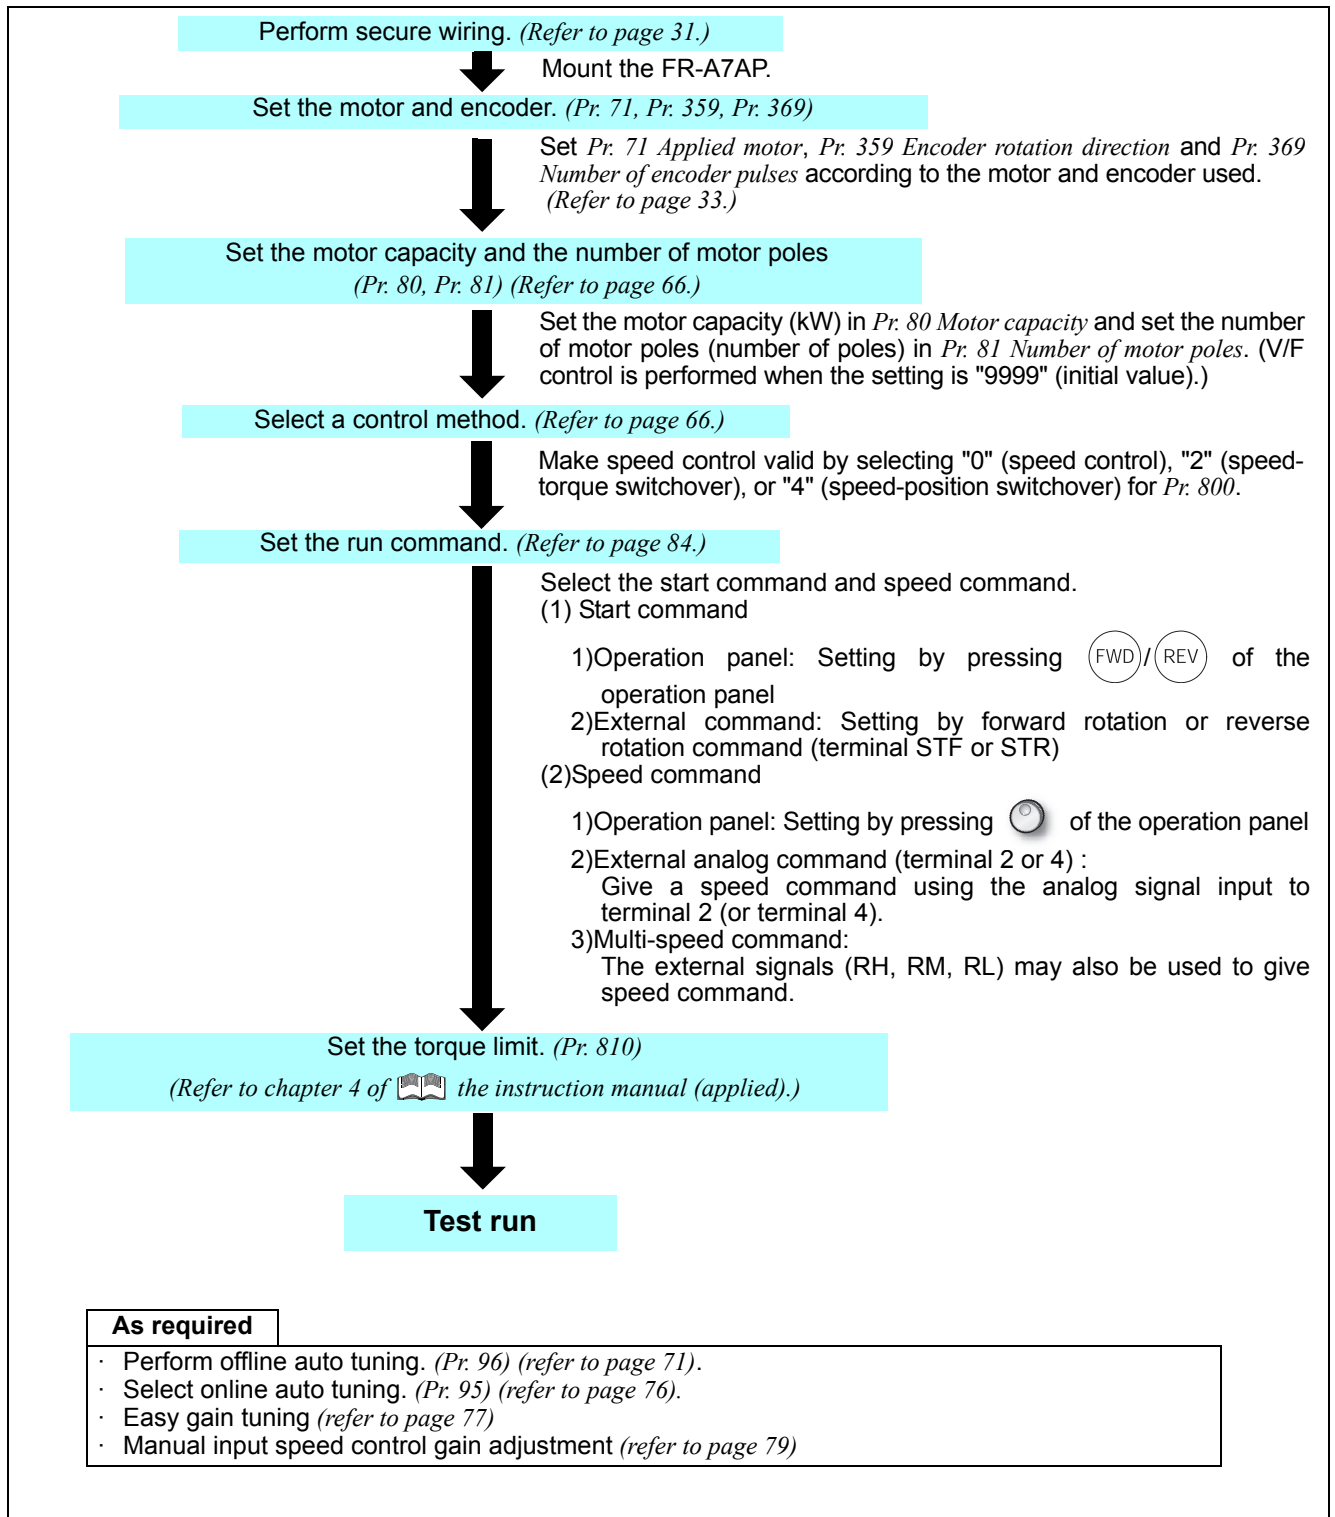 Perform secure wiring. (Refer to page 31.)
Mount the FR-A7AP.
Set the motor and encoder. (Pr. 71, Pr. 359, Pr. 369)
Set Pr. 71 Applied motor, Pr. 359 Encoder rotation direction and Pr. 369
Number of encoder pulses according to the motor and encoder used.
(Refer to page 33.)
Set the motor capacity and the number of motor poles
(Pr. 80, Pr. 81) (Refer to page 66.)
Set the motor capacity (kW) in Pr. 80 Motor capacity and set the number
of motor poles (number of poles) in Pr. 81 Number of motor poles. (V/F
control is performed when the setting is "9999" (initial value).)
Select a control method. (Refer to page 66.)
Make speed control valid by selecting "0" (speed control), "2" (speed-
torque switchover), or "4" (speed-position switchover) for Pr. 800.
Set the run command. (Refer to page 84.)
Select the start command and speed command.
(1) Start command
1)Operation panel: Setting by pressing FWD/REV of the
operation panel
2)External command: Setting by forward rotation or reverse
rotation command (terminal STF or STR)
(2)Speed command
1)Operation panel: Setting by pressing of the operation panel
2)External analog command (terminal 2 or 4) :
Give a speed command using the analog signal input to
terminal 2 (or terminal 4).
3)Multi-speed command:
The external signals (RH, RM, RL) may also be used to give
speed command.
Set the torque limit. (Pr. 810)
(Refer to chapter 4 of the instruction manual (applied).)
Test run
As required
· Perform offline auto tuning. (Pr. 96) (refer to page 71).
· Select online auto tuning. (Pr. 95) (refer to page 76).
· Easy gain tuning (refer to page 77)
· Manual input speed control gain adjustment (refer to page 79)